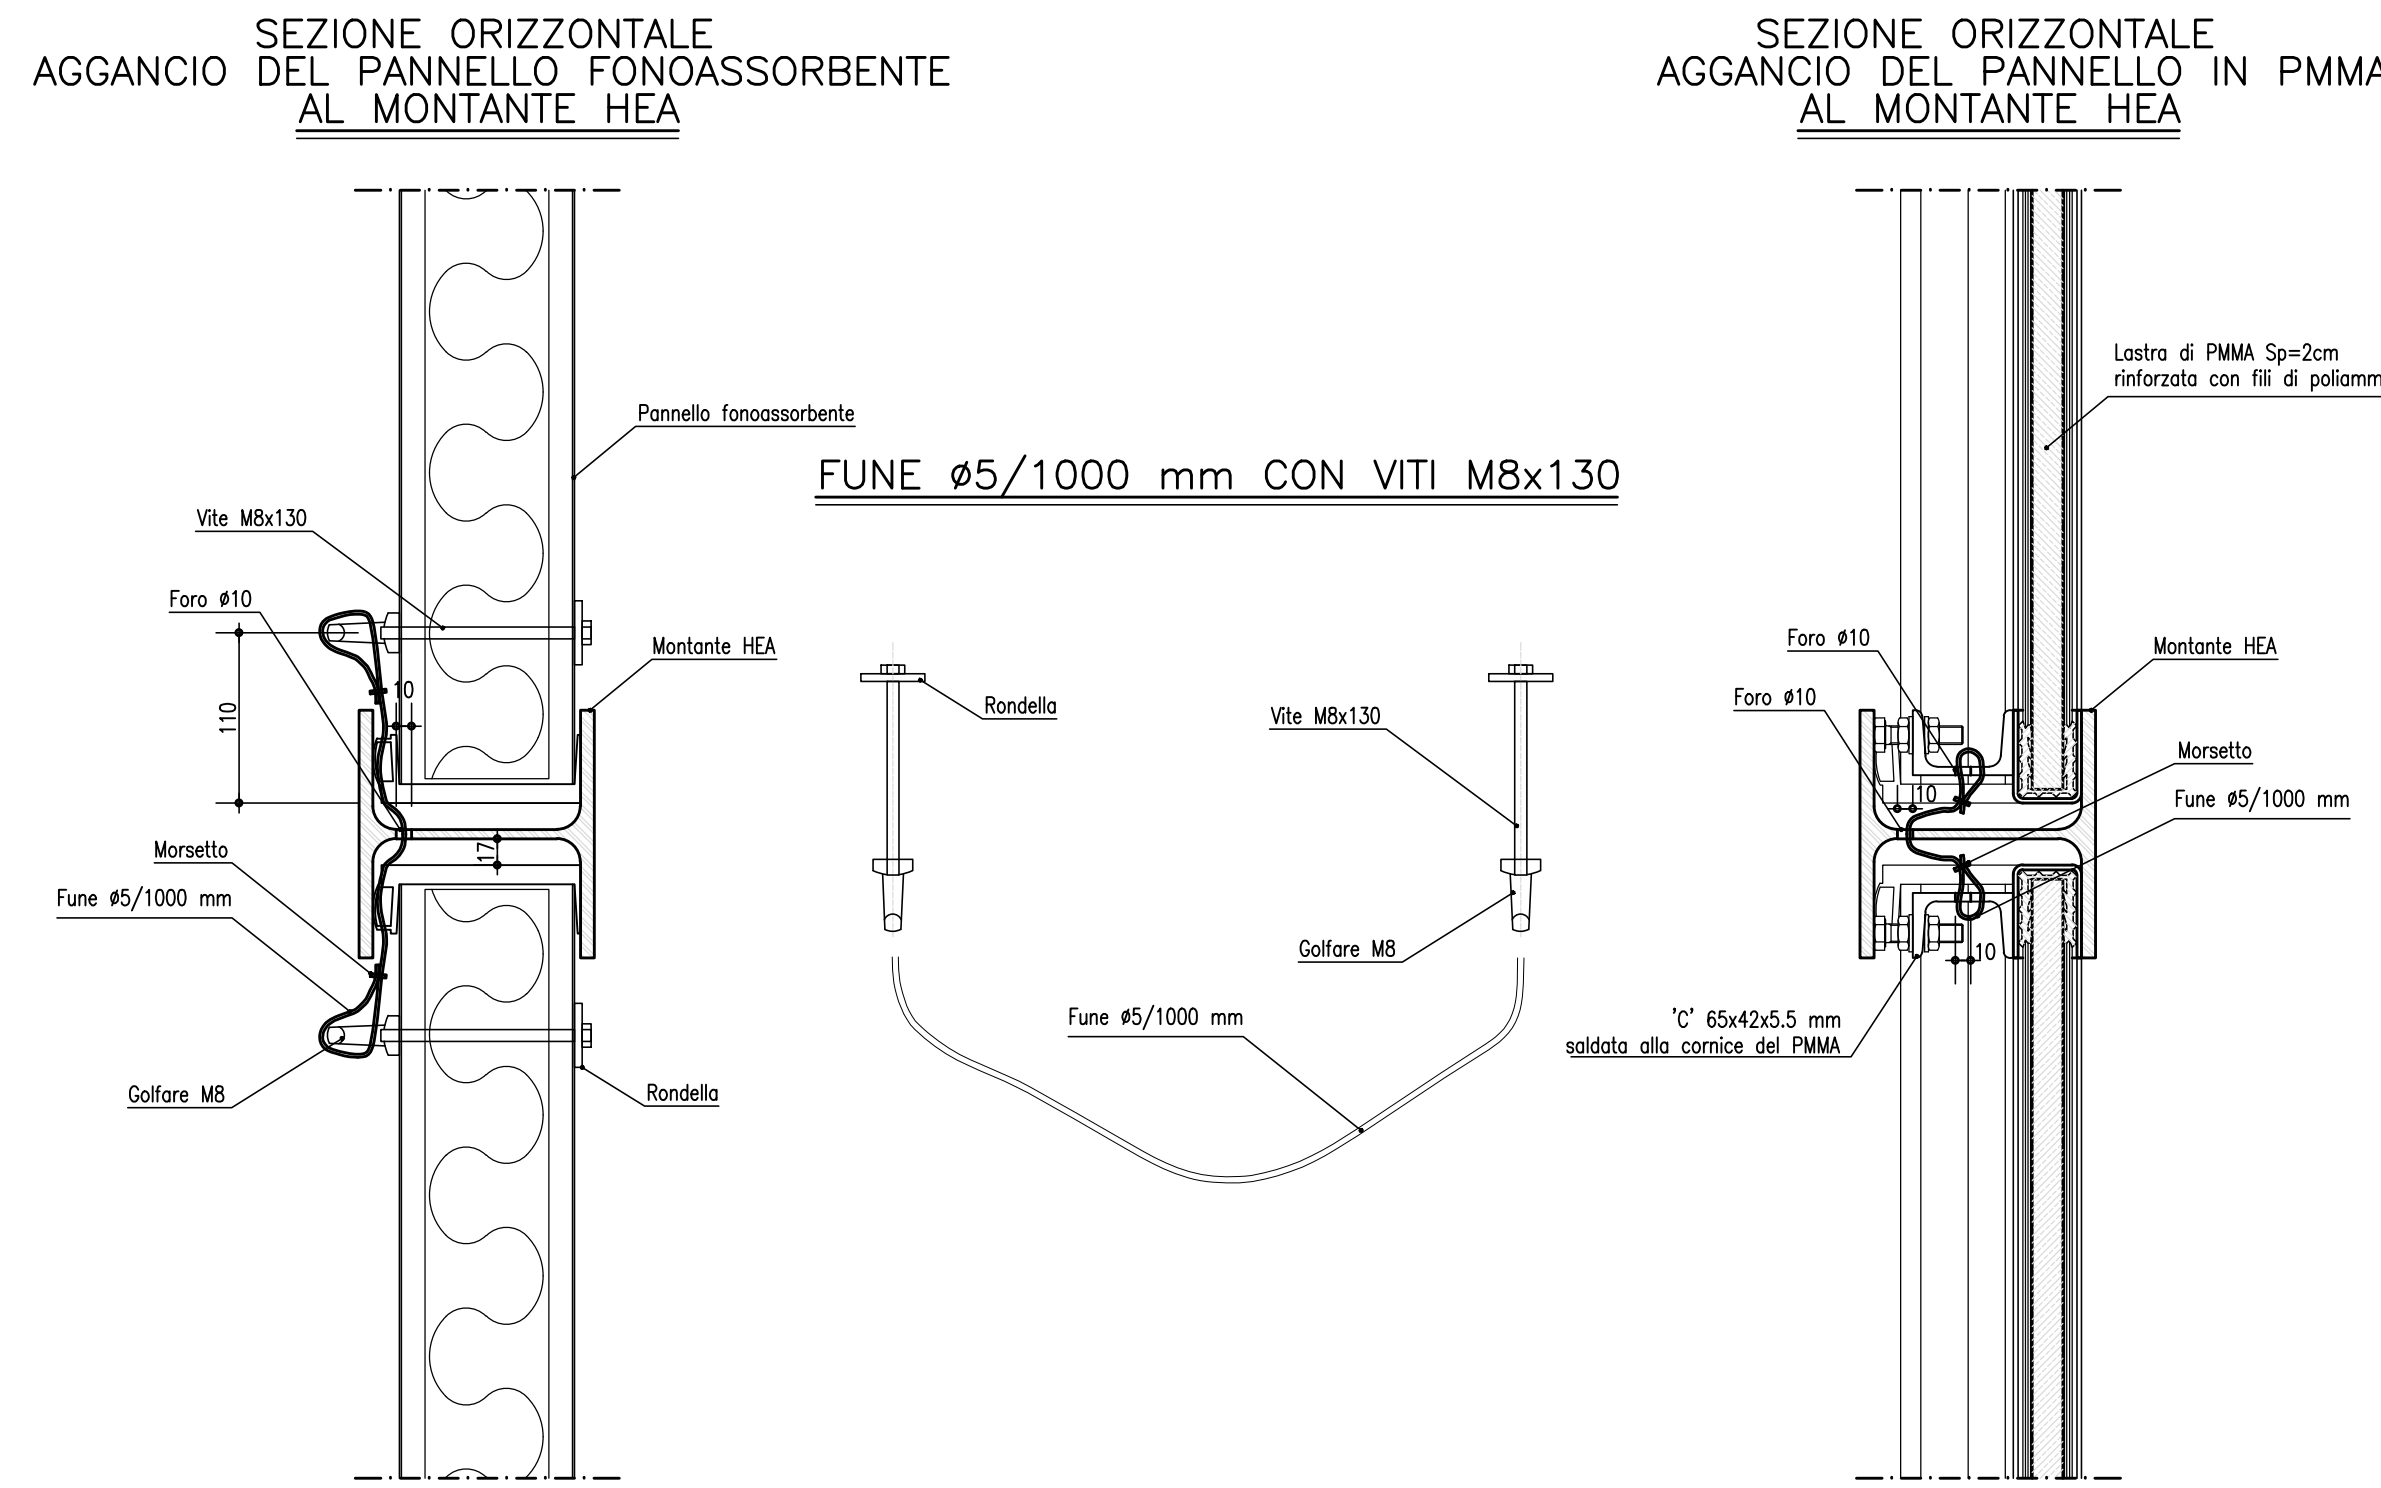 SEZIONE ORIZZONTALE
AGGANCIO DEL PANNELLO FONOASSORBENTE
AL MONTANTE HEA
Pannello fonoassorbente
Vite M8x130
Foro ø10
Montante HEA
10
110
17
Morsetto
Fune ø5/1000 mm
Golfare M8
Rondella
FUNE ø5/1000 mm CON VITI M8x130
Rondella
Vite M8x130
Golfare M8
Fune ø5/1000 mm
SEZIONE ORIZZONTALE
AGGANCIO DEL PANNELLO IN PMMA
AL MONTANTE HEA
Lastra di PMMA Sp=2cm
rinforzata con fili di poliamm
Foro ø10
Montante HEA
Foro ø10
Morsetto
10
Fune ø5/1000 mm
10
'C' 65x42x5.5 mm
saldata alla cornice del PMMA